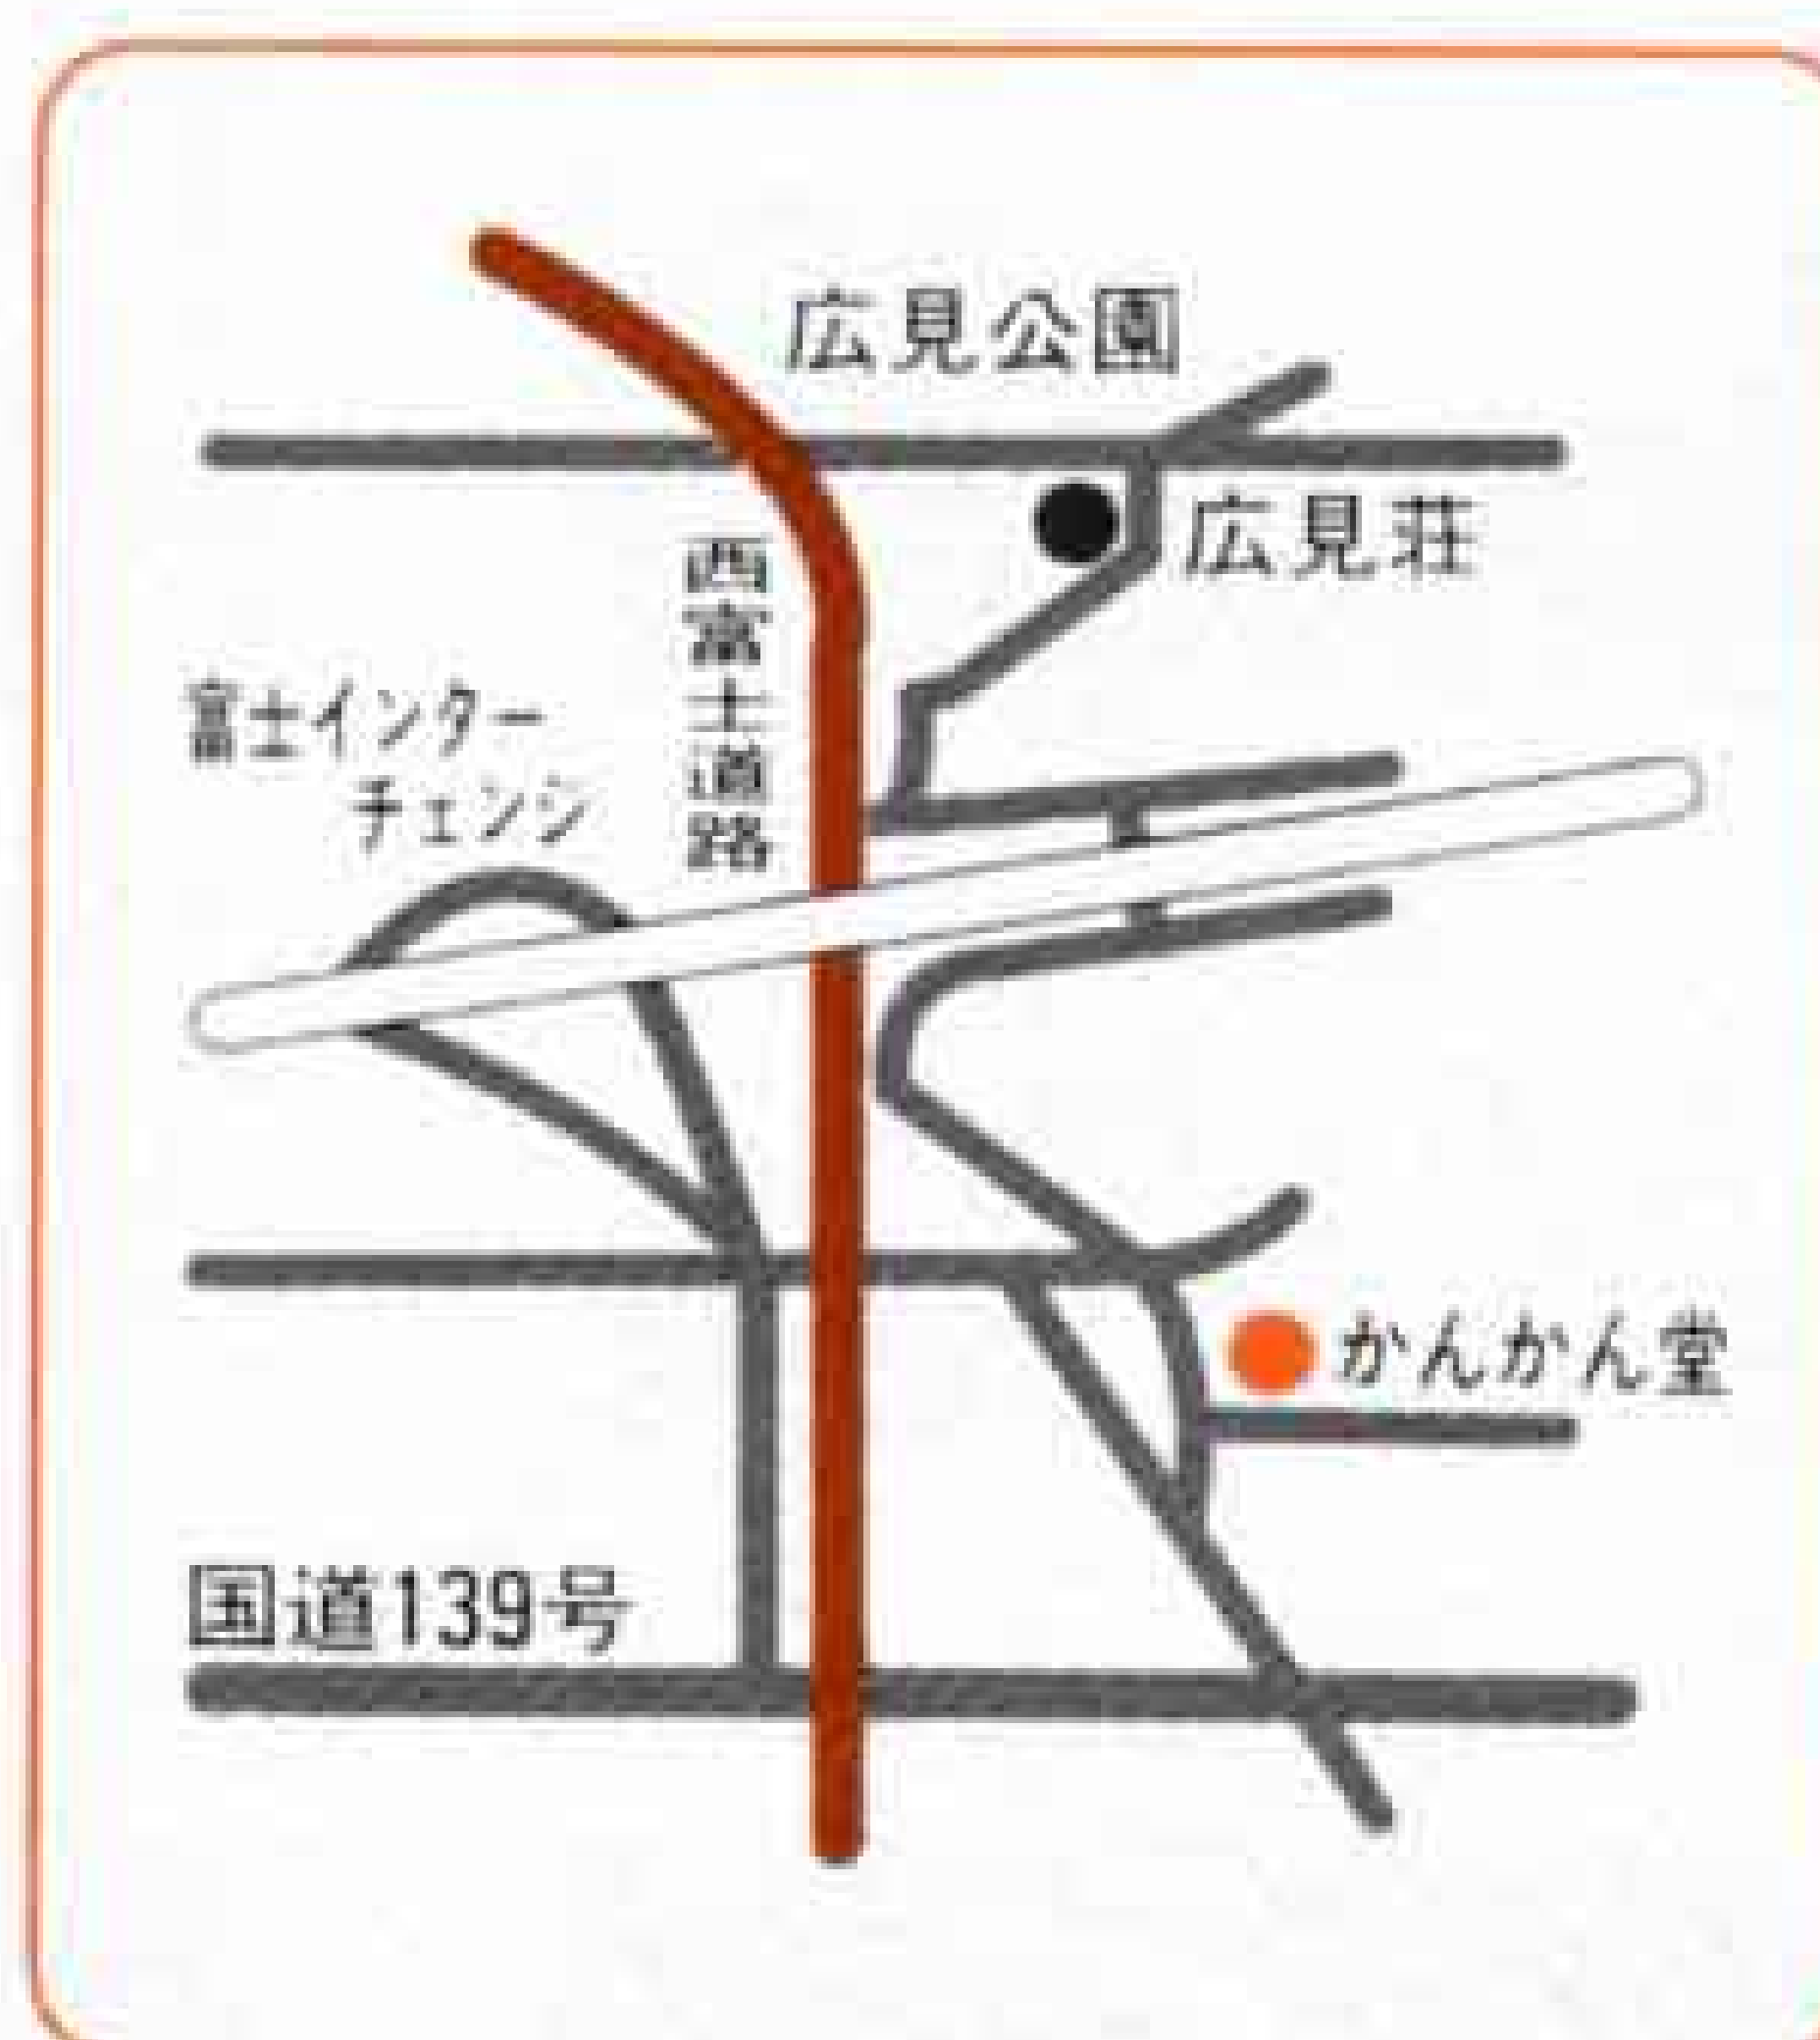 広見公園
広見荘
西富士道路
富士インター
チェンジ
かんかん堂
国道139号